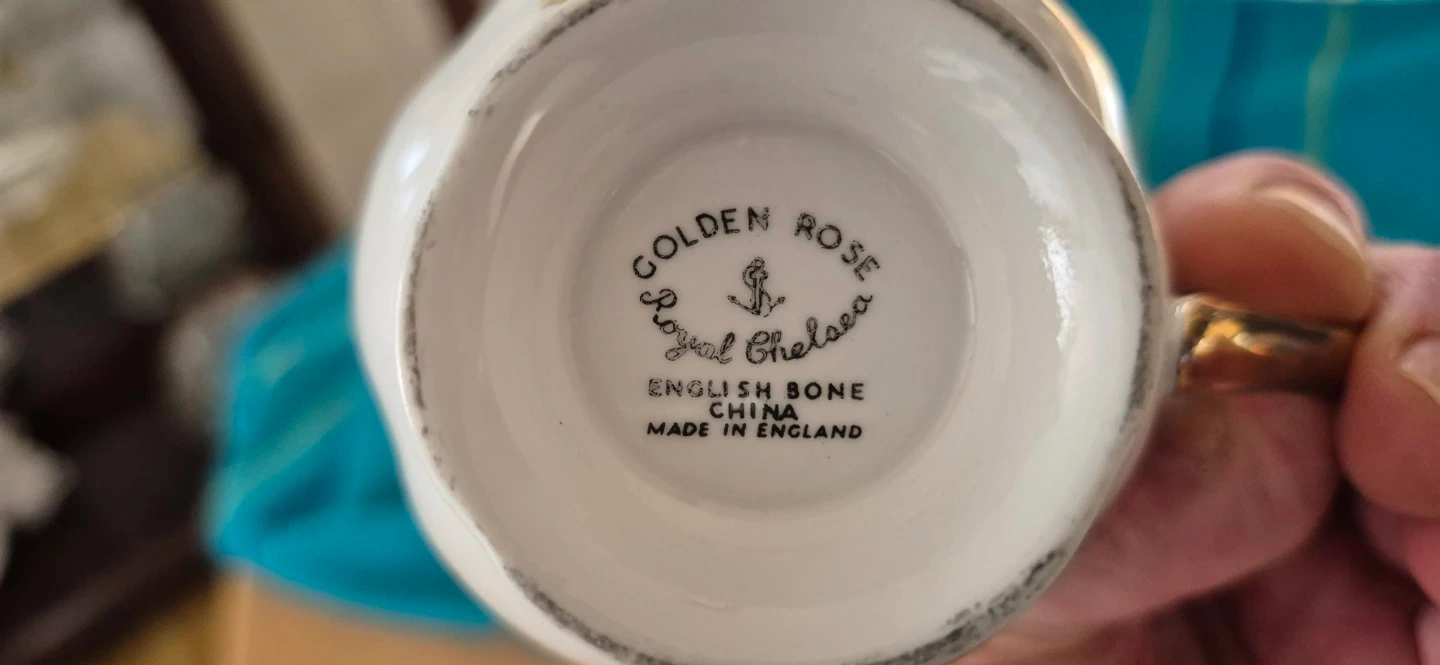 GOLDEN ROSE
Royal Chelsea
ENGLISH BONE
CHINA
MADE IN ENGLAND